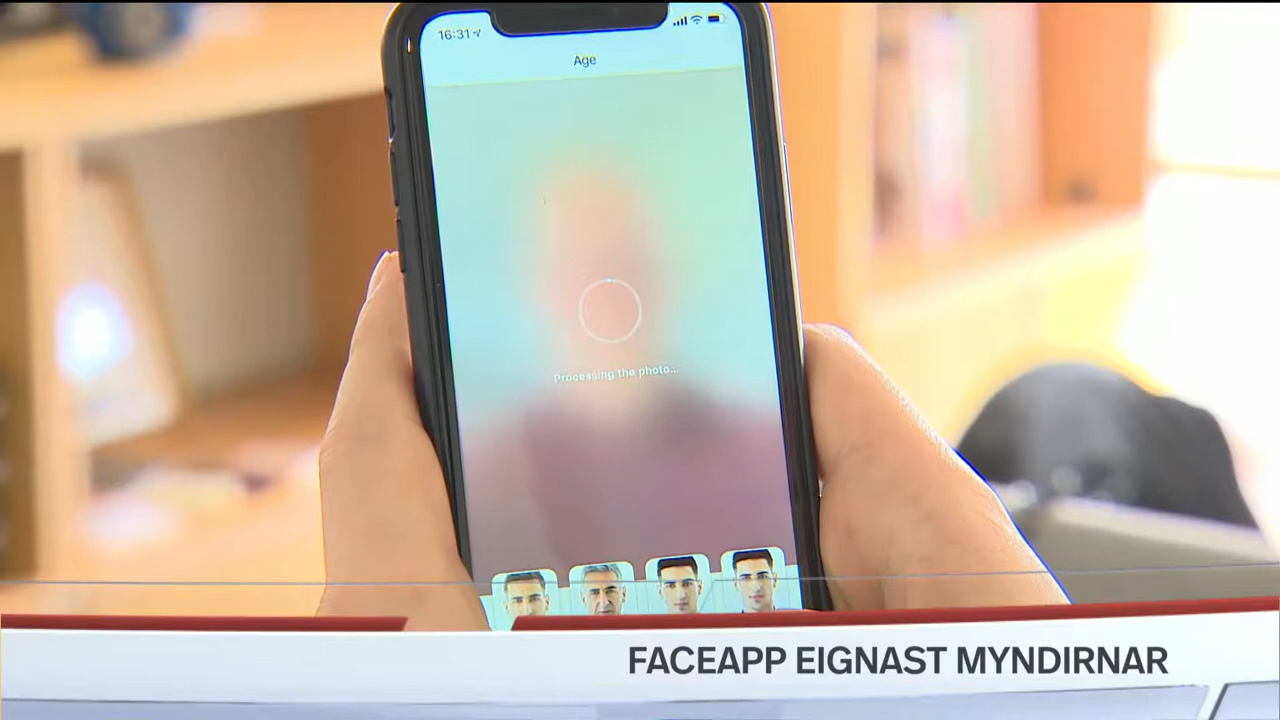 16:31
Age
Processing the photo...
FACEAPP EIGNAST MYNDIRNAR